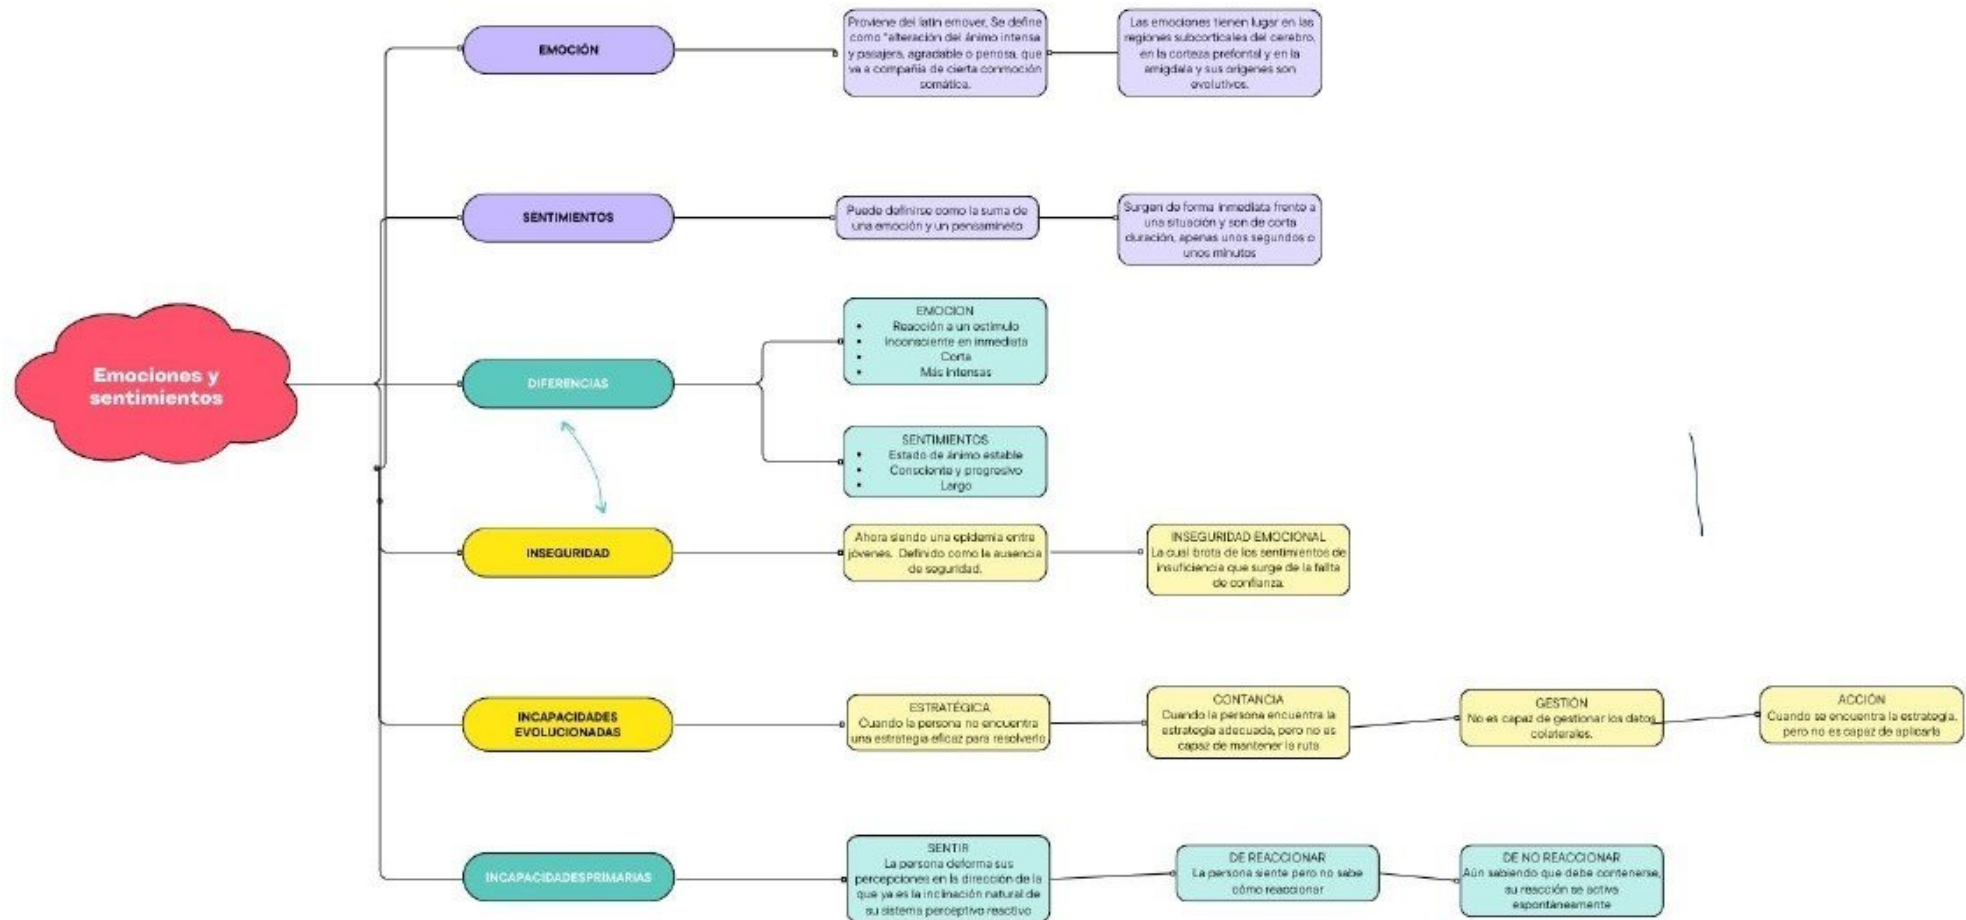 Emociones y
sentimientos
EMOCIÓN
Proviene del latin emover, Se define
como "alteración del ánimo intensa
y pasajera, agradable o penosa, que
va a compañía de cierta conmoción
somática.
Las emociones tienen lugar en las
regiones subcorticales del cerebro,
en la corteza prefontal y en la
amigdala y sus orígenes son
evolutivos.
SENTIMIENTOS
Puede definirse como la suma de
una emoción y un pensamineto
Surgen de forma inmediata frente a
una situación y son de corta
duración, apenas unos segundos o
unos minutos
DIFERENCIAS
EMOCION
• Reacción a un estímulo
• Inconsciente en inmediata
• Corta
• Más intensas
SENTIMIENTOS
• Estado de ánimo estable
• Consciente y progresivo
• Largo
INSEGURIDAD
Ahora siendo una epidemia entre
jóvenes. Definido como la ausencia
de seguridad.
INSEGURIDAD EMOCIONAL
La cual brota de los sentimientos de
insuficiencia que surge de la falta
de confianza.
INCAPACIDADES
EVOLUCIONADAS
ESTRATÉGICA
Cuando la persona no encuentra
una estrategia eficaz para resolverlo
CONTANCIA
Cuando la persona encuentra la
estrategia adecuada, pero no es
capaz de mantener la ruta
GESTIÓN
No es capaz de gestionar los datos
colaterales.
ACCIÓN
Cuando se encuentra la estrategia,
pero no es capaz de aplicarla
INCAPACIDADESPRIMARIAS
SENTIR
La persona deforma sus
percepciones en la dirección de la
que ya es la inclinación natural de
su sistema perceptivo reactivo
DE REACCIONAR
La persona siente pero no sabe
cómo reaccionar
DE NO REACCIONAR
Aún sabiendo que debe contenerse,
su reacción se activa
espontáneamente